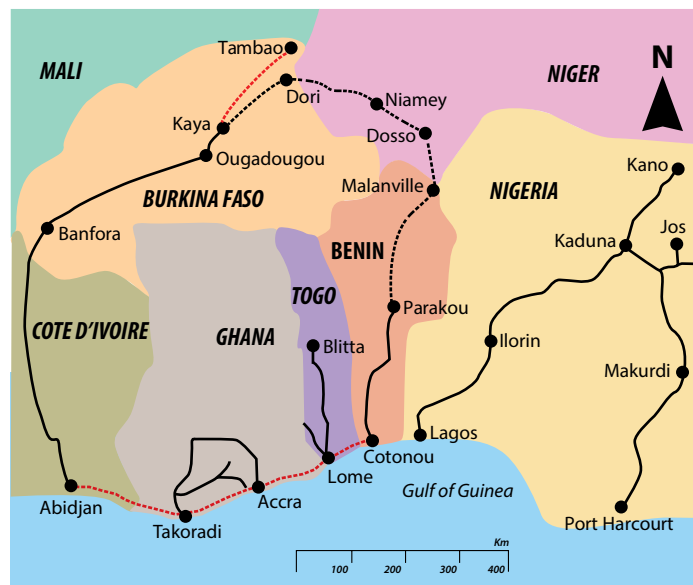 Tambao
MALI
NIGER
N
Dori
Niamey
Kaya
Dosso
Ougadougou
Kano
Malanville
NIGERIA
BURKINA FASO
Banfora
Jos
Kaduna
BENIN
TOGO
Parakou
COTE D'IVOIRE
GHANA
Blitta
Ilorin
Makurdi
Lagos
Cotonou
Lome
Gulf of Guinea
Accra
Abidjan
Takoradi
Port Harcourt
Km
100 200 300 400